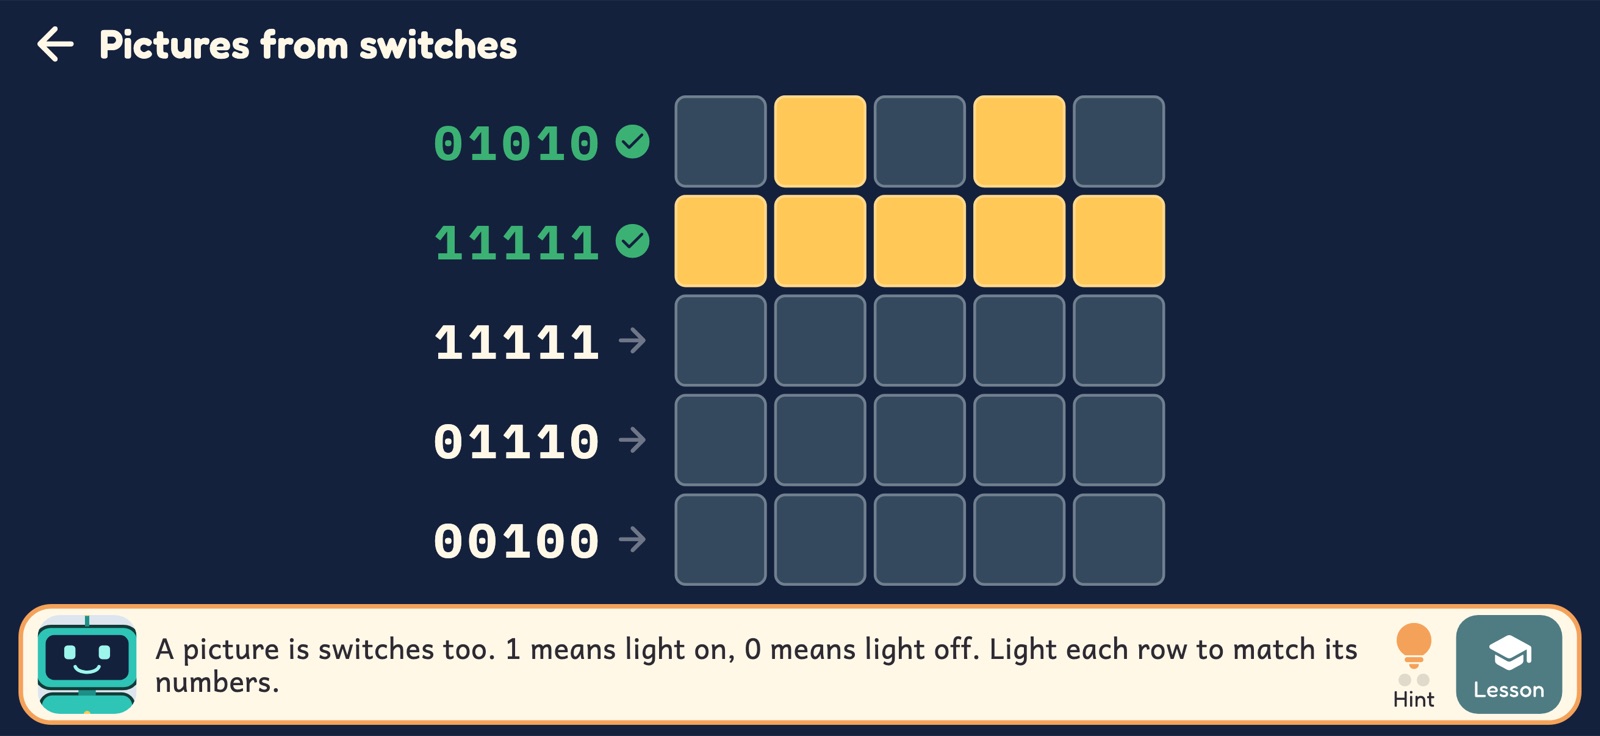 Pictures from switches
01010
11111
11111
01110
00100
A picture is switches too. 1 means light on, 0 means light off. Light each row to match its
numbers.
Hint
Lesson